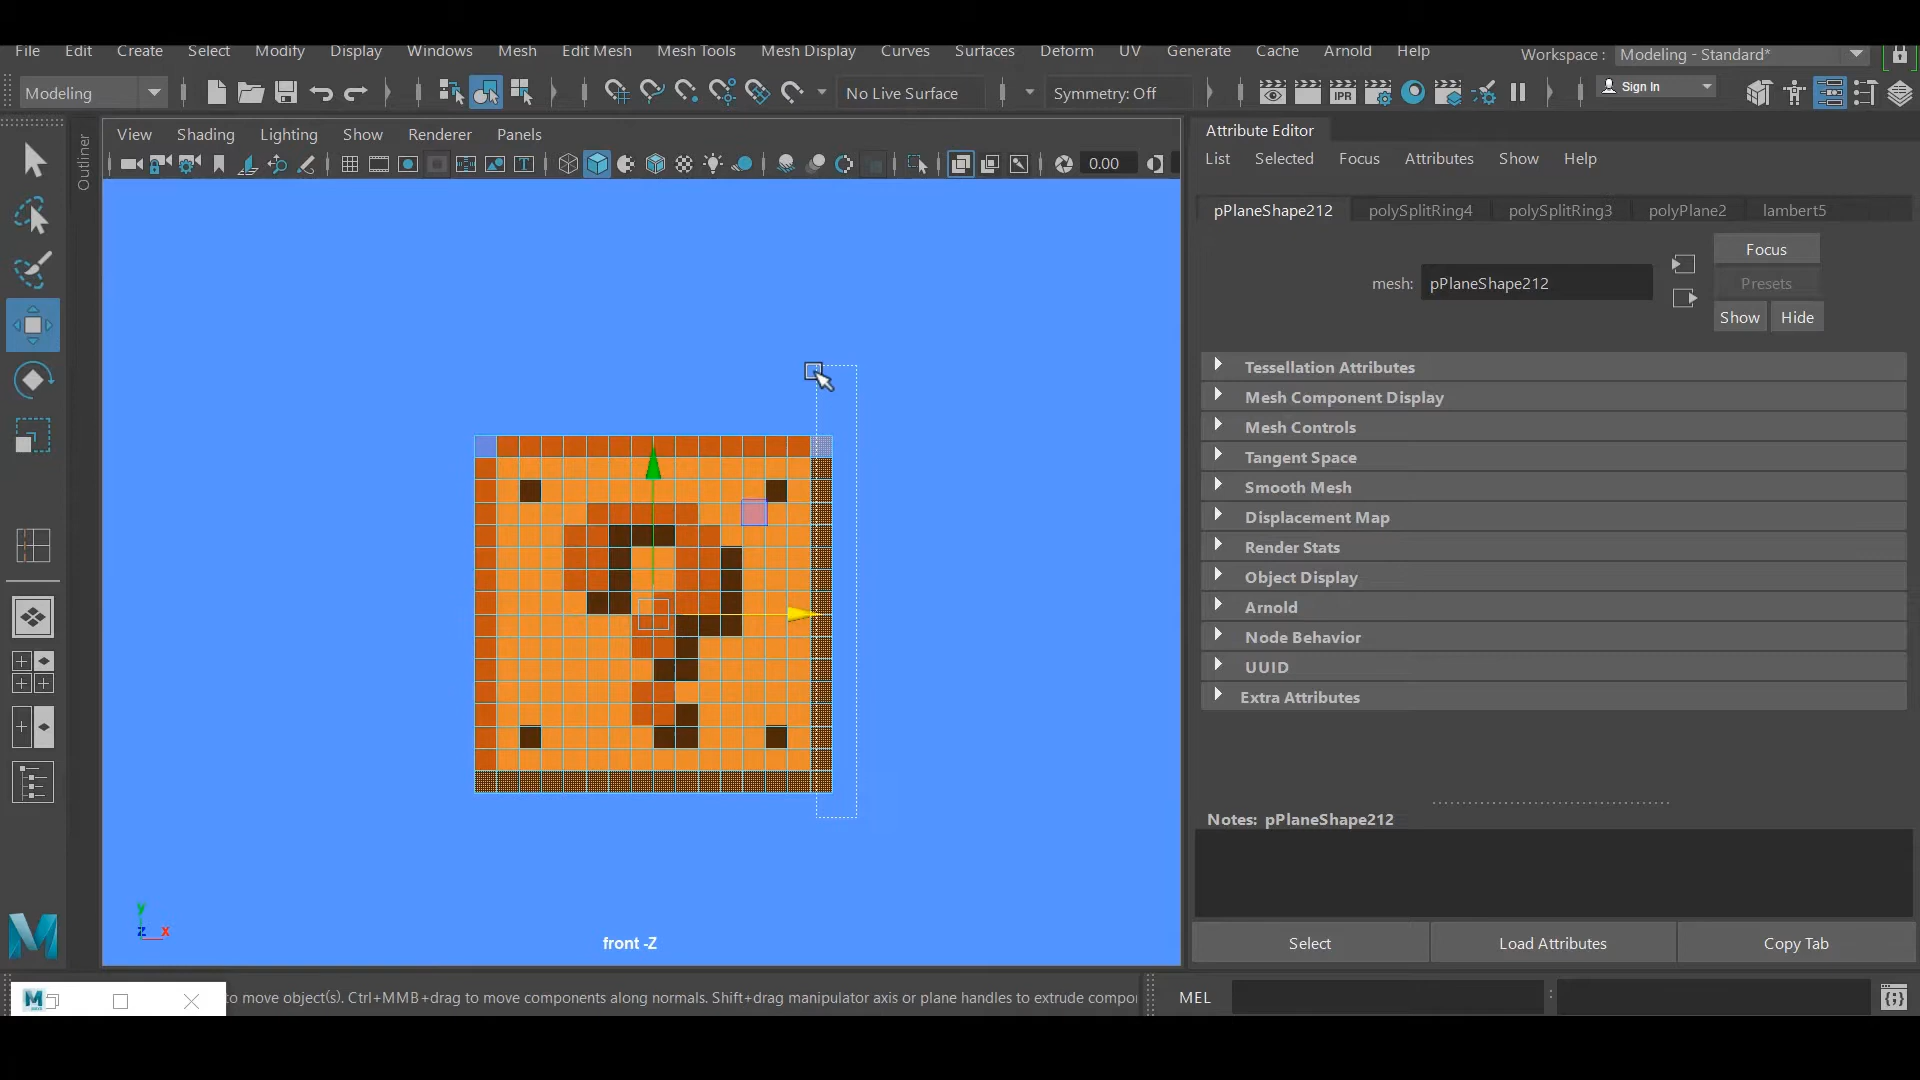 File Edit Create Select Modify Display Windows Mesh Edit Mesh Mesh Tools Mesh Display Curves Surfaces Deform UV Generate Cache Arnold Help Workspace : Modeling - Standard*
Modeling No Live Surface Symmetry: Off IPR Sign In
View Shading Lighting Show Renderer Panels
T 0.00
Outliner
front -Z
y
z x
Attribute Editor
List Selected Focus Attributes Show Help
pPlaneShape212 polySplitRing4 polySplitRing3 polyPlane2 lambert5
mesh: pPlaneShape212
Focus
Presets
Show Hide
Tessellation Attributes
Mesh Component Display
Mesh Controls
Tangent Space
Smooth Mesh
Displacement Map
Render Stats
Object Display
Arnold
Node Behavior
UUID
Extra Attributes
Notes: pPlaneShape212
Select Load Attributes Copy Tab
M
M to move object(s). Ctrl+MMB+drag to move components along normals. Shift+drag manipulator axis or plane handles to extrude compo
MEL :